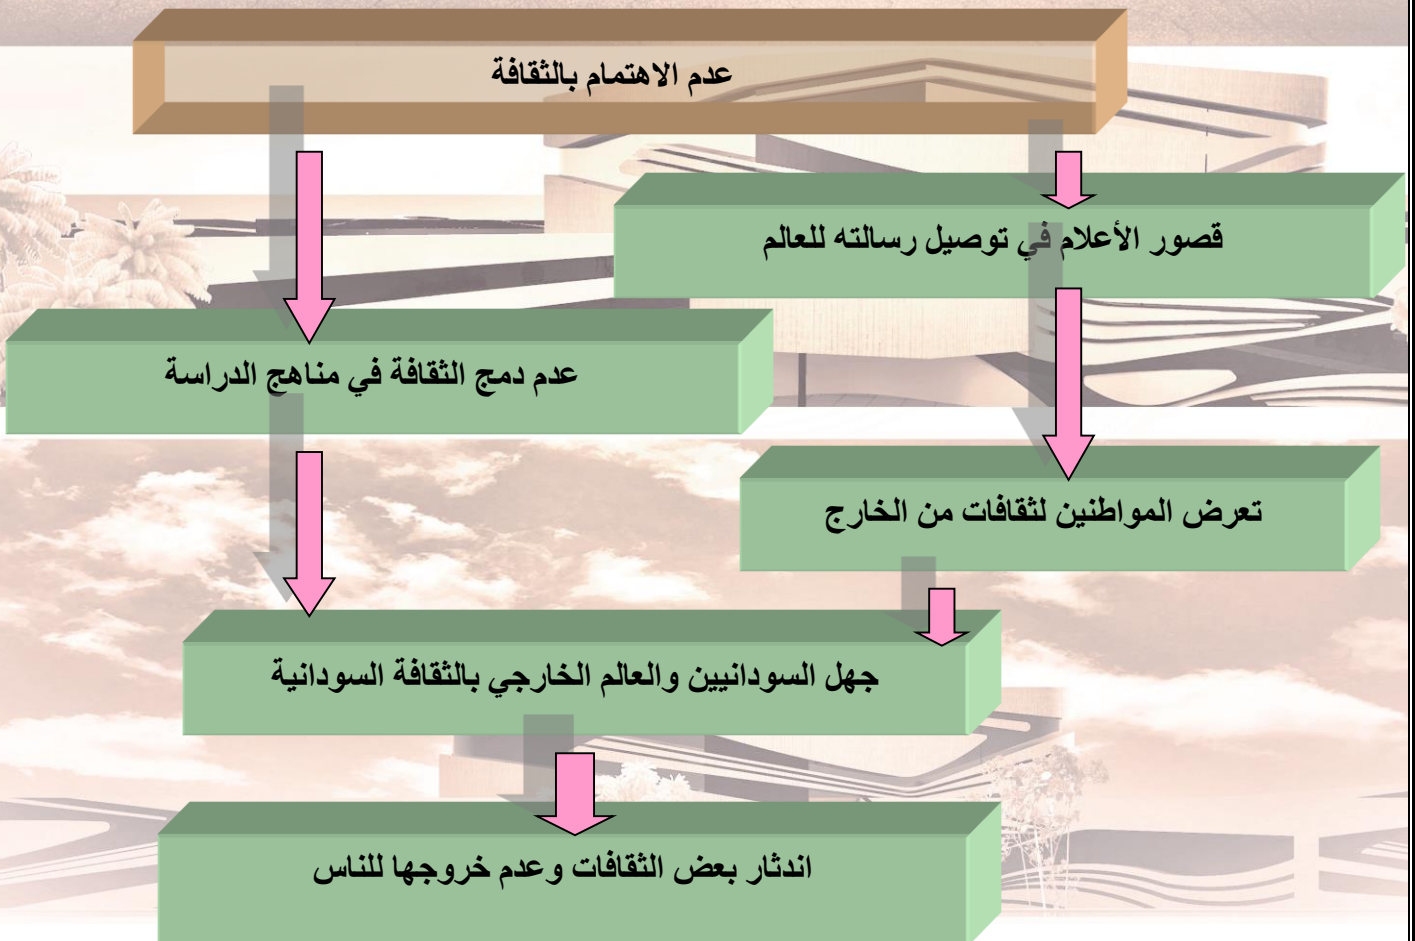 عدم الاهتمام بالثقافة
قصور الأعلام في توصيل رسالته للعالم
عدم دمج الثقافة في مناهج الدراسة
تعرض المواطنين لثقافات من الخارج
جهل السودانيين والعالم الخارجي بالثقافة السودانية
اندثار بعض الثقافات وعدم خروجها للناس